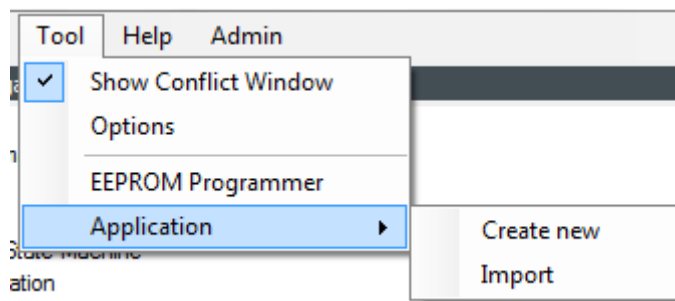 Tool Help Admin
Show Conflict Window
Options
EEPROM Programmer
Application
Create new
Import
ation